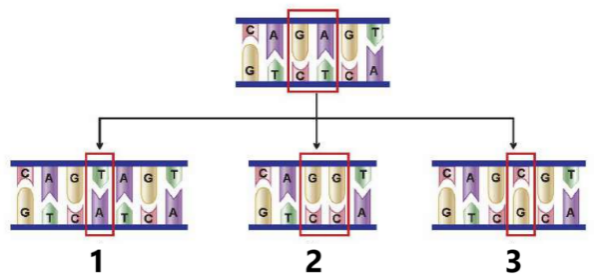 C A G A G T
G T C T C A
C A G T A G T
G T C A T C A
C A G G T
G T C C A
C A G C G T
G T C G C A
1 2 3